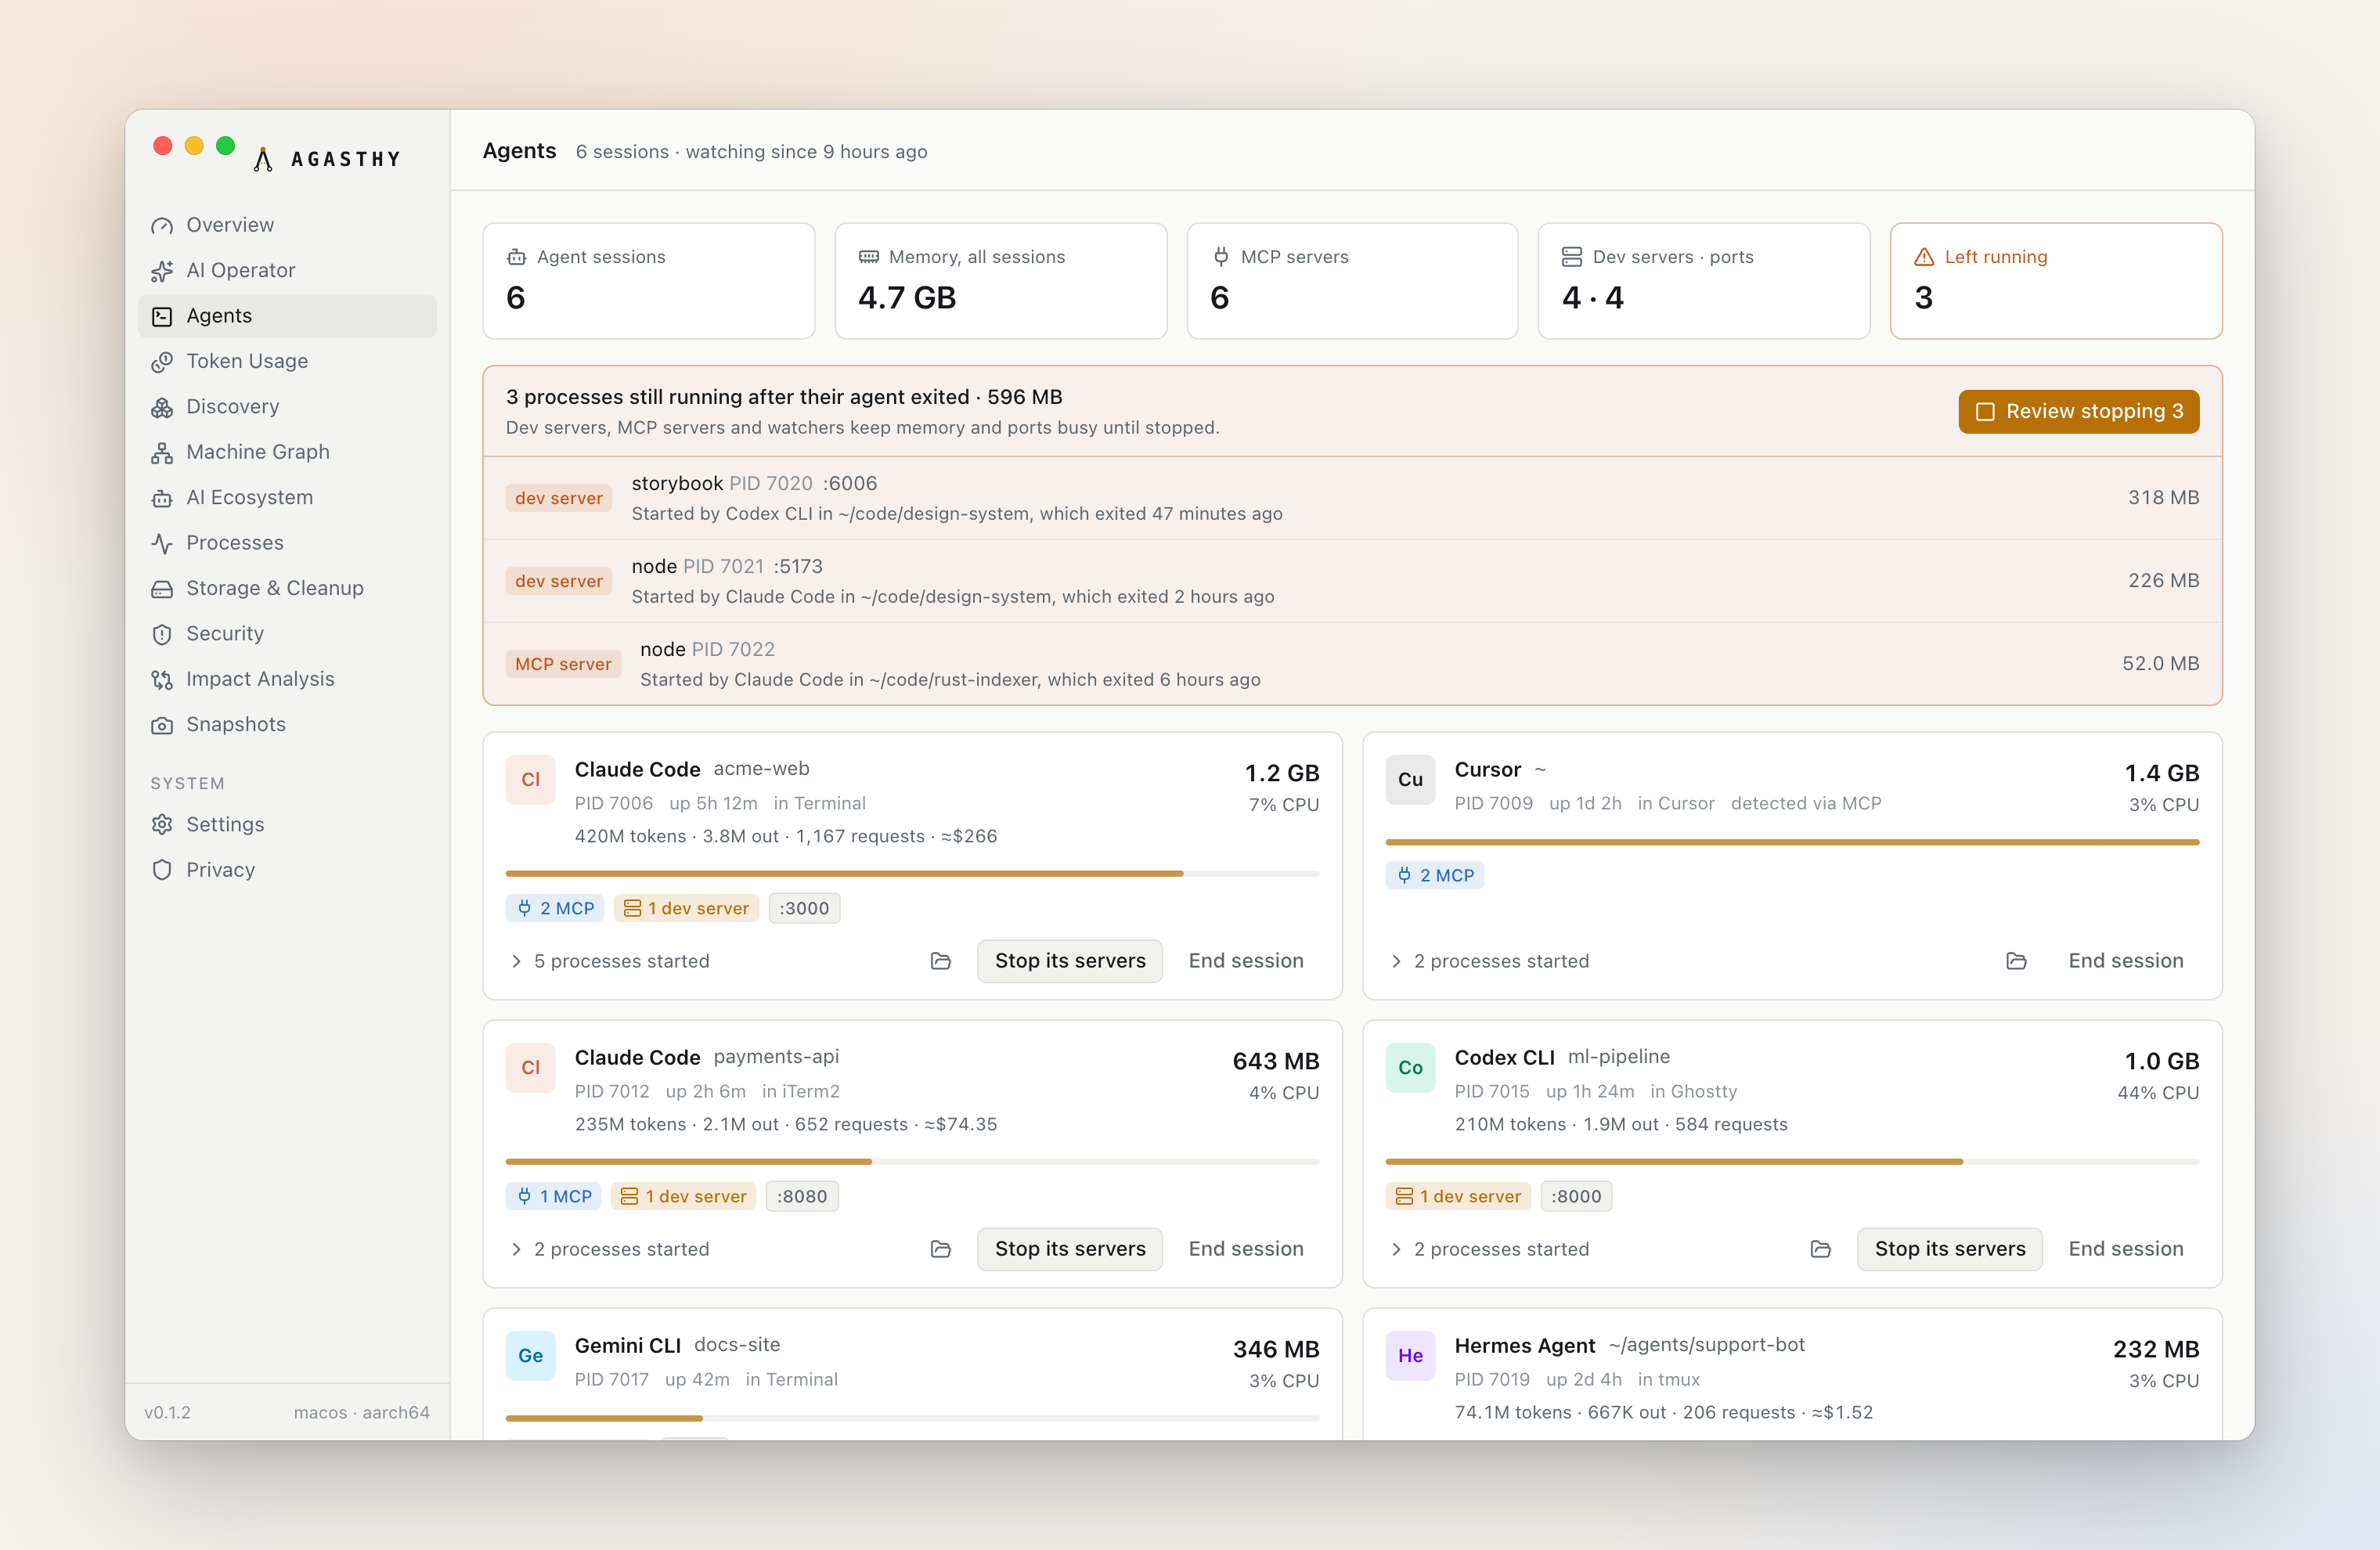 AGASTHY
Overview
AI Operator
Agents
Token Usage
Discovery
Machine Graph
AI Ecosystem
Processes
Storage & Cleanup
Security
Impact Analysis
Snapshots
SYSTEM
Settings
Privacy
v0.1.2 macos · aarch64
Agents 6 sessions · watching since 9 hours ago
Agent sessions
6
Memory, all sessions
4.7 GB
MCP servers
6
Dev servers · ports
4 · 4
Left running
3
3 processes still running after their agent exited · 596 MB
Dev servers, MCP servers and watchers keep memory and ports busy until stopped.
Review stopping 3
dev server
storybook PID 7020 :6006
Started by Codex CLI in ~/code/design-system, which exited 47 minutes ago
318 MB
dev server
node PID 7021 :5173
Started by Claude Code in ~/code/design-system, which exited 2 hours ago
226 MB
MCP server
node PID 7022
Started by Claude Code in ~/code/rust-indexer, which exited 6 hours ago
52.0 MB
Cl
Claude Code acme-web
PID 7006 up 5h 12m in Terminal
420M tokens · 3.8M out · 1,167 requests · ≈$266
1.2 GB
7% CPU
2 MCP 1 dev server :3000
5 processes started Stop its servers End session
Cu
Cursor ~
PID 7009 up 1d 2h in Cursor detected via MCP
1.4 GB
3% CPU
2 MCP
2 processes started End session
Cl
Claude Code payments-api
PID 7012 up 2h 6m in iTerm2
235M tokens · 2.1M out · 652 requests · ≈$74.35
643 MB
4% CPU
1 MCP 1 dev server :8080
2 processes started Stop its servers End session
Co
Codex CLI ml-pipeline
PID 7015 up 1h 24m in Ghostty
210M tokens · 1.9M out · 584 requests
1.0 GB
44% CPU
1 dev server :8000
2 processes started Stop its servers End session
Ge
Gemini CLI docs-site
PID 7017 up 42m in Terminal
346 MB
3% CPU
He
Hermes Agent ~/agents/support-bot
PID 7019 up 2d 4h in tmux
74.1M tokens · 667K out · 206 requests · ≈$1.52
232 MB
3% CPU